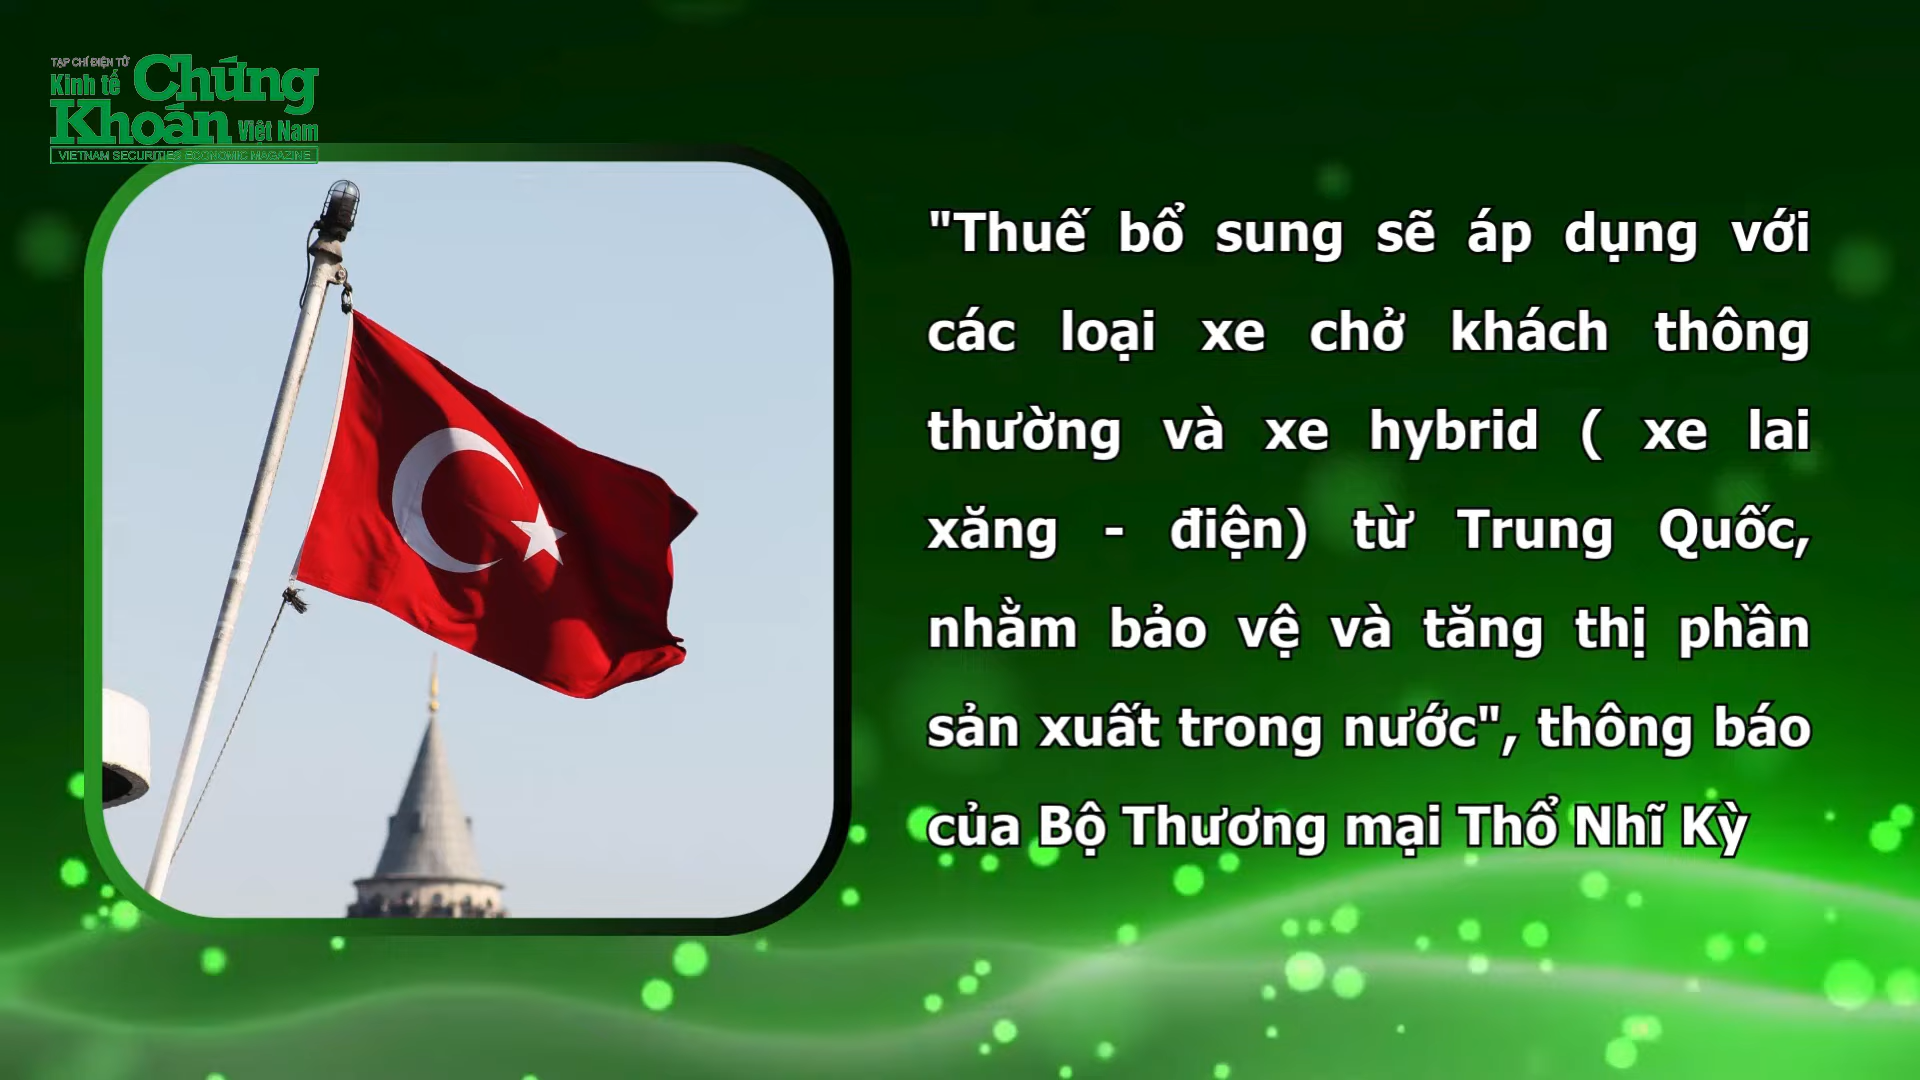 TẠP CHÍ ĐIỆN TỬ
Kinh tế Chứng
Khoán Việt Nam
VIETNAM SECURITIES ECONOMIC MAGAZINE
"Thuế bổ sung sẽ áp dụng với
các loại xe chở khách thông
thường và xe hybrid ( xe lai
xăng - điện) từ Trung Quốc,
nhằm bảo vệ và tăng thị phần
sản xuất trong nước", thông báo
của Bộ Thương mại Thổ Nhĩ Kỳ